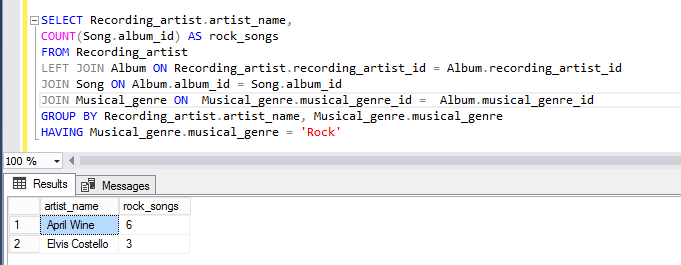 SELECT Recording_artist.artist_name,
COUNT(Song.album_id) AS rock_songs
FROM Recording_artist
LEFT JOIN Album ON Recording_artist.recording_artist_id = Album.recording_artist_id
JOIN Song ON Album.album_id = Song.album_id
JOIN Musical_genre ON  Musical_genre.musical_genre_id =  Album.musical_genre_id
GROUP BY Recording_artist.artist_name, Musical_genre.musical_genre
HAVING Musical_genre.musical_genre = 'Rock'
100 %
Results Messages
artist_name rock_songs
1 April Wine 6
2 Elvis Costello 3